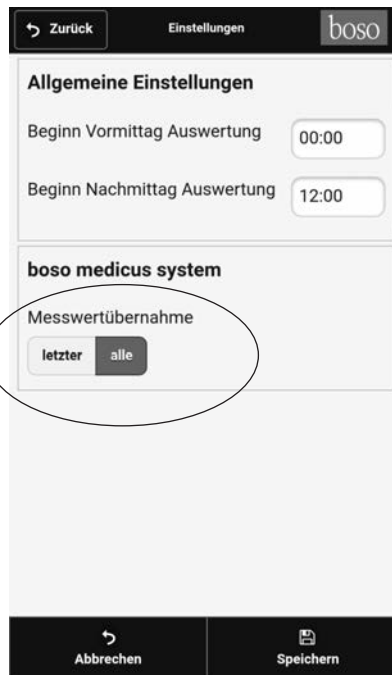 Zurück Einstellungen boso
Allgemeine Einstellungen
Beginn Vormittag Auswertung 00:00
Beginn Nachmittag Auswertung 12:00
boso medicus system
Messwertübernahme
letzter alle
Abbrechen Speichern